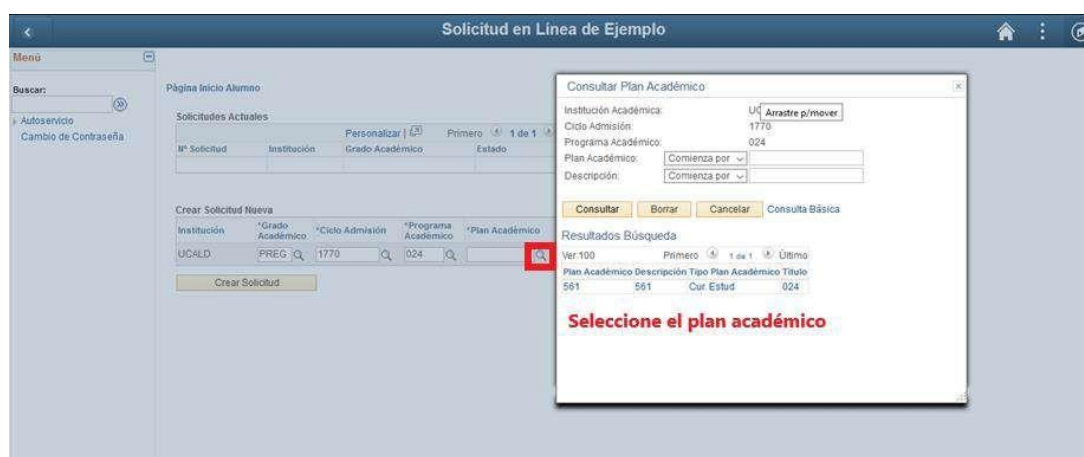 Solicitud en Línea de Ejemplo
Menú
Buscar:
Autoservicio
Cambio de Contraseña
Página Inicio Alumno
Solicitudes Actuales
Personalizar | Primero 1 de 1
Nº Solicitud Institución Grado Académico Estado
Crear Solicitud Nueva
Institución *Grado Académico *Ciclo Admisión *Programa Académico *Plan Académico
UCALD PREG 1770 024
Crear Solicitud
Consultar Plan Académico
Institución Académica: UC Arrastre p/mover
Ciclo Admisión: 1770
Programa Académico: 024
Plan Académico: Comienza por
Descripción: Comienza por
Consultar Borrar Cancelar Consulta Básica
Resultados Búsqueda
Ver 100 Primero 1 de 1 Último
Plan Académico Descripción Tipo Plan Académico Título
561 561 Cur. Estud 024
Seleccione el plan académico